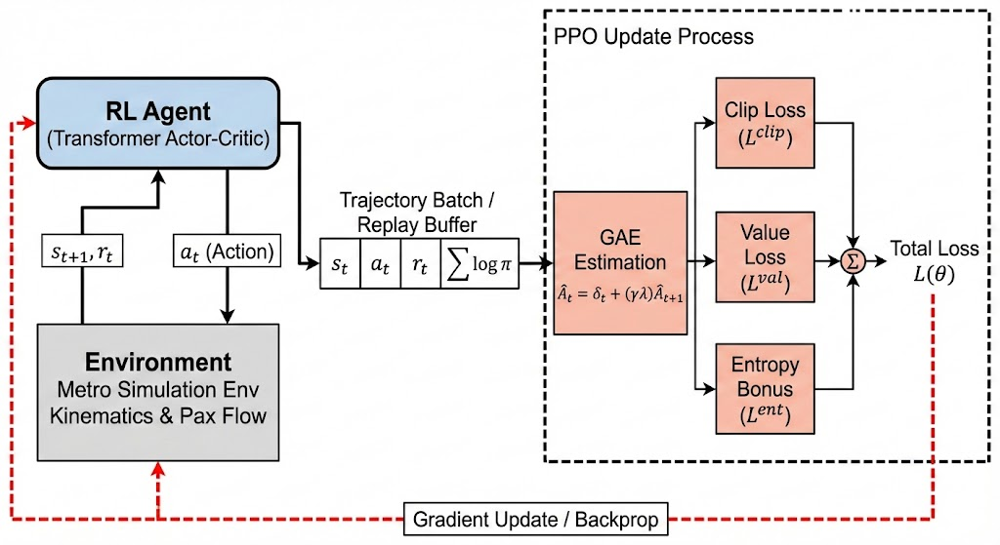 PPO Update Process
RL Agent
(Transformer Actor-Critic)
s_{t+1}, r_t
a_t (Action)
Environment
Metro Simulation Env
Kinematics & Pax Flow
Trajectory Batch /
Replay Buffer
s_t a_t r_t ∑ log π
GAE
Estimation
Â_t = δ_t + (γλ)Â_{t+1}
Clip Loss
(L^{clip})
Value
Loss
(L^{val})
Entropy
Bonus
(L^{ent})
Σ
Total Loss
L(θ)
Gradient Update / Backprop